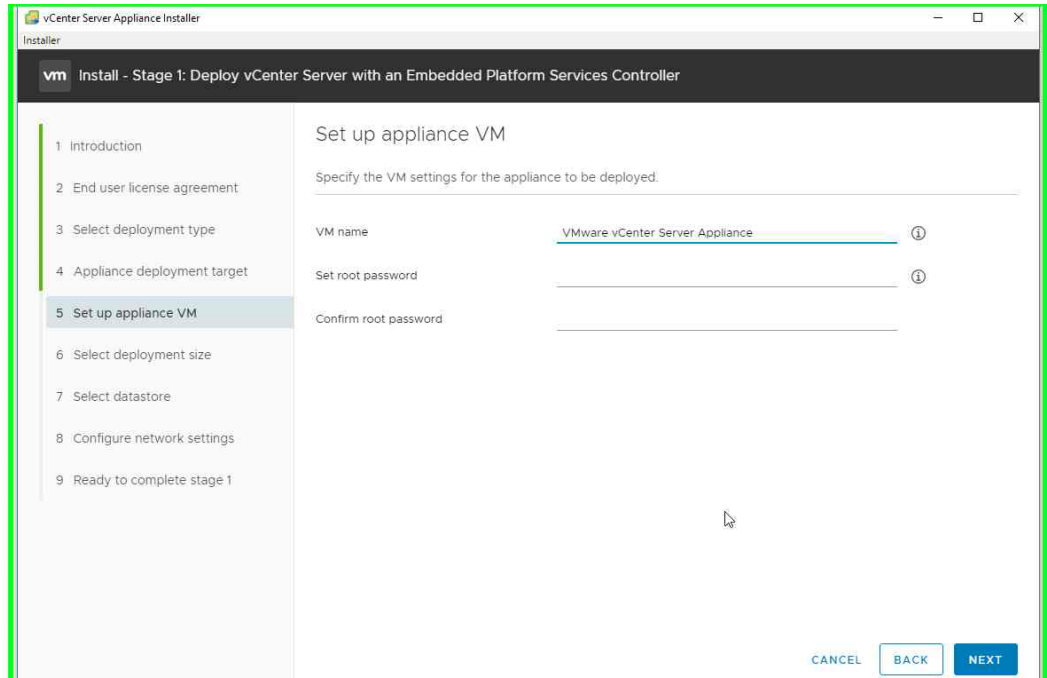 vCenter Server Appliance Installer
Installer
vm Install - Stage 1: Deploy vCenter Server with an Embedded Platform Services Controller
1 Introduction
2 End user license agreement
3 Select deployment type
4 Appliance deployment target
5 Set up appliance VM
6 Select deployment size
7 Select datastore
8 Configure network settings
9 Ready to complete stage 1
Set up appliance VM
Specify the VM settings for the appliance to be deployed.
VM name VMware vCenter Server Appliance
Set root password
Confirm root password
CANCEL BACK NEXT